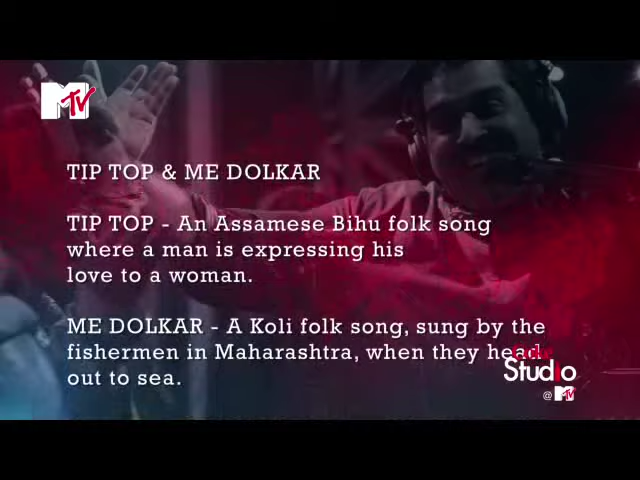 MTV
TIP TOP & ME DOLKAR
TIP TOP - An Assamese Bihu folk song
where a man is expressing his
love to a woman.
ME DOLKAR - A Koli folk song, sung by the
fishermen in Maharashtra, when they head
out to sea.
Coke
Studio
@ MTV